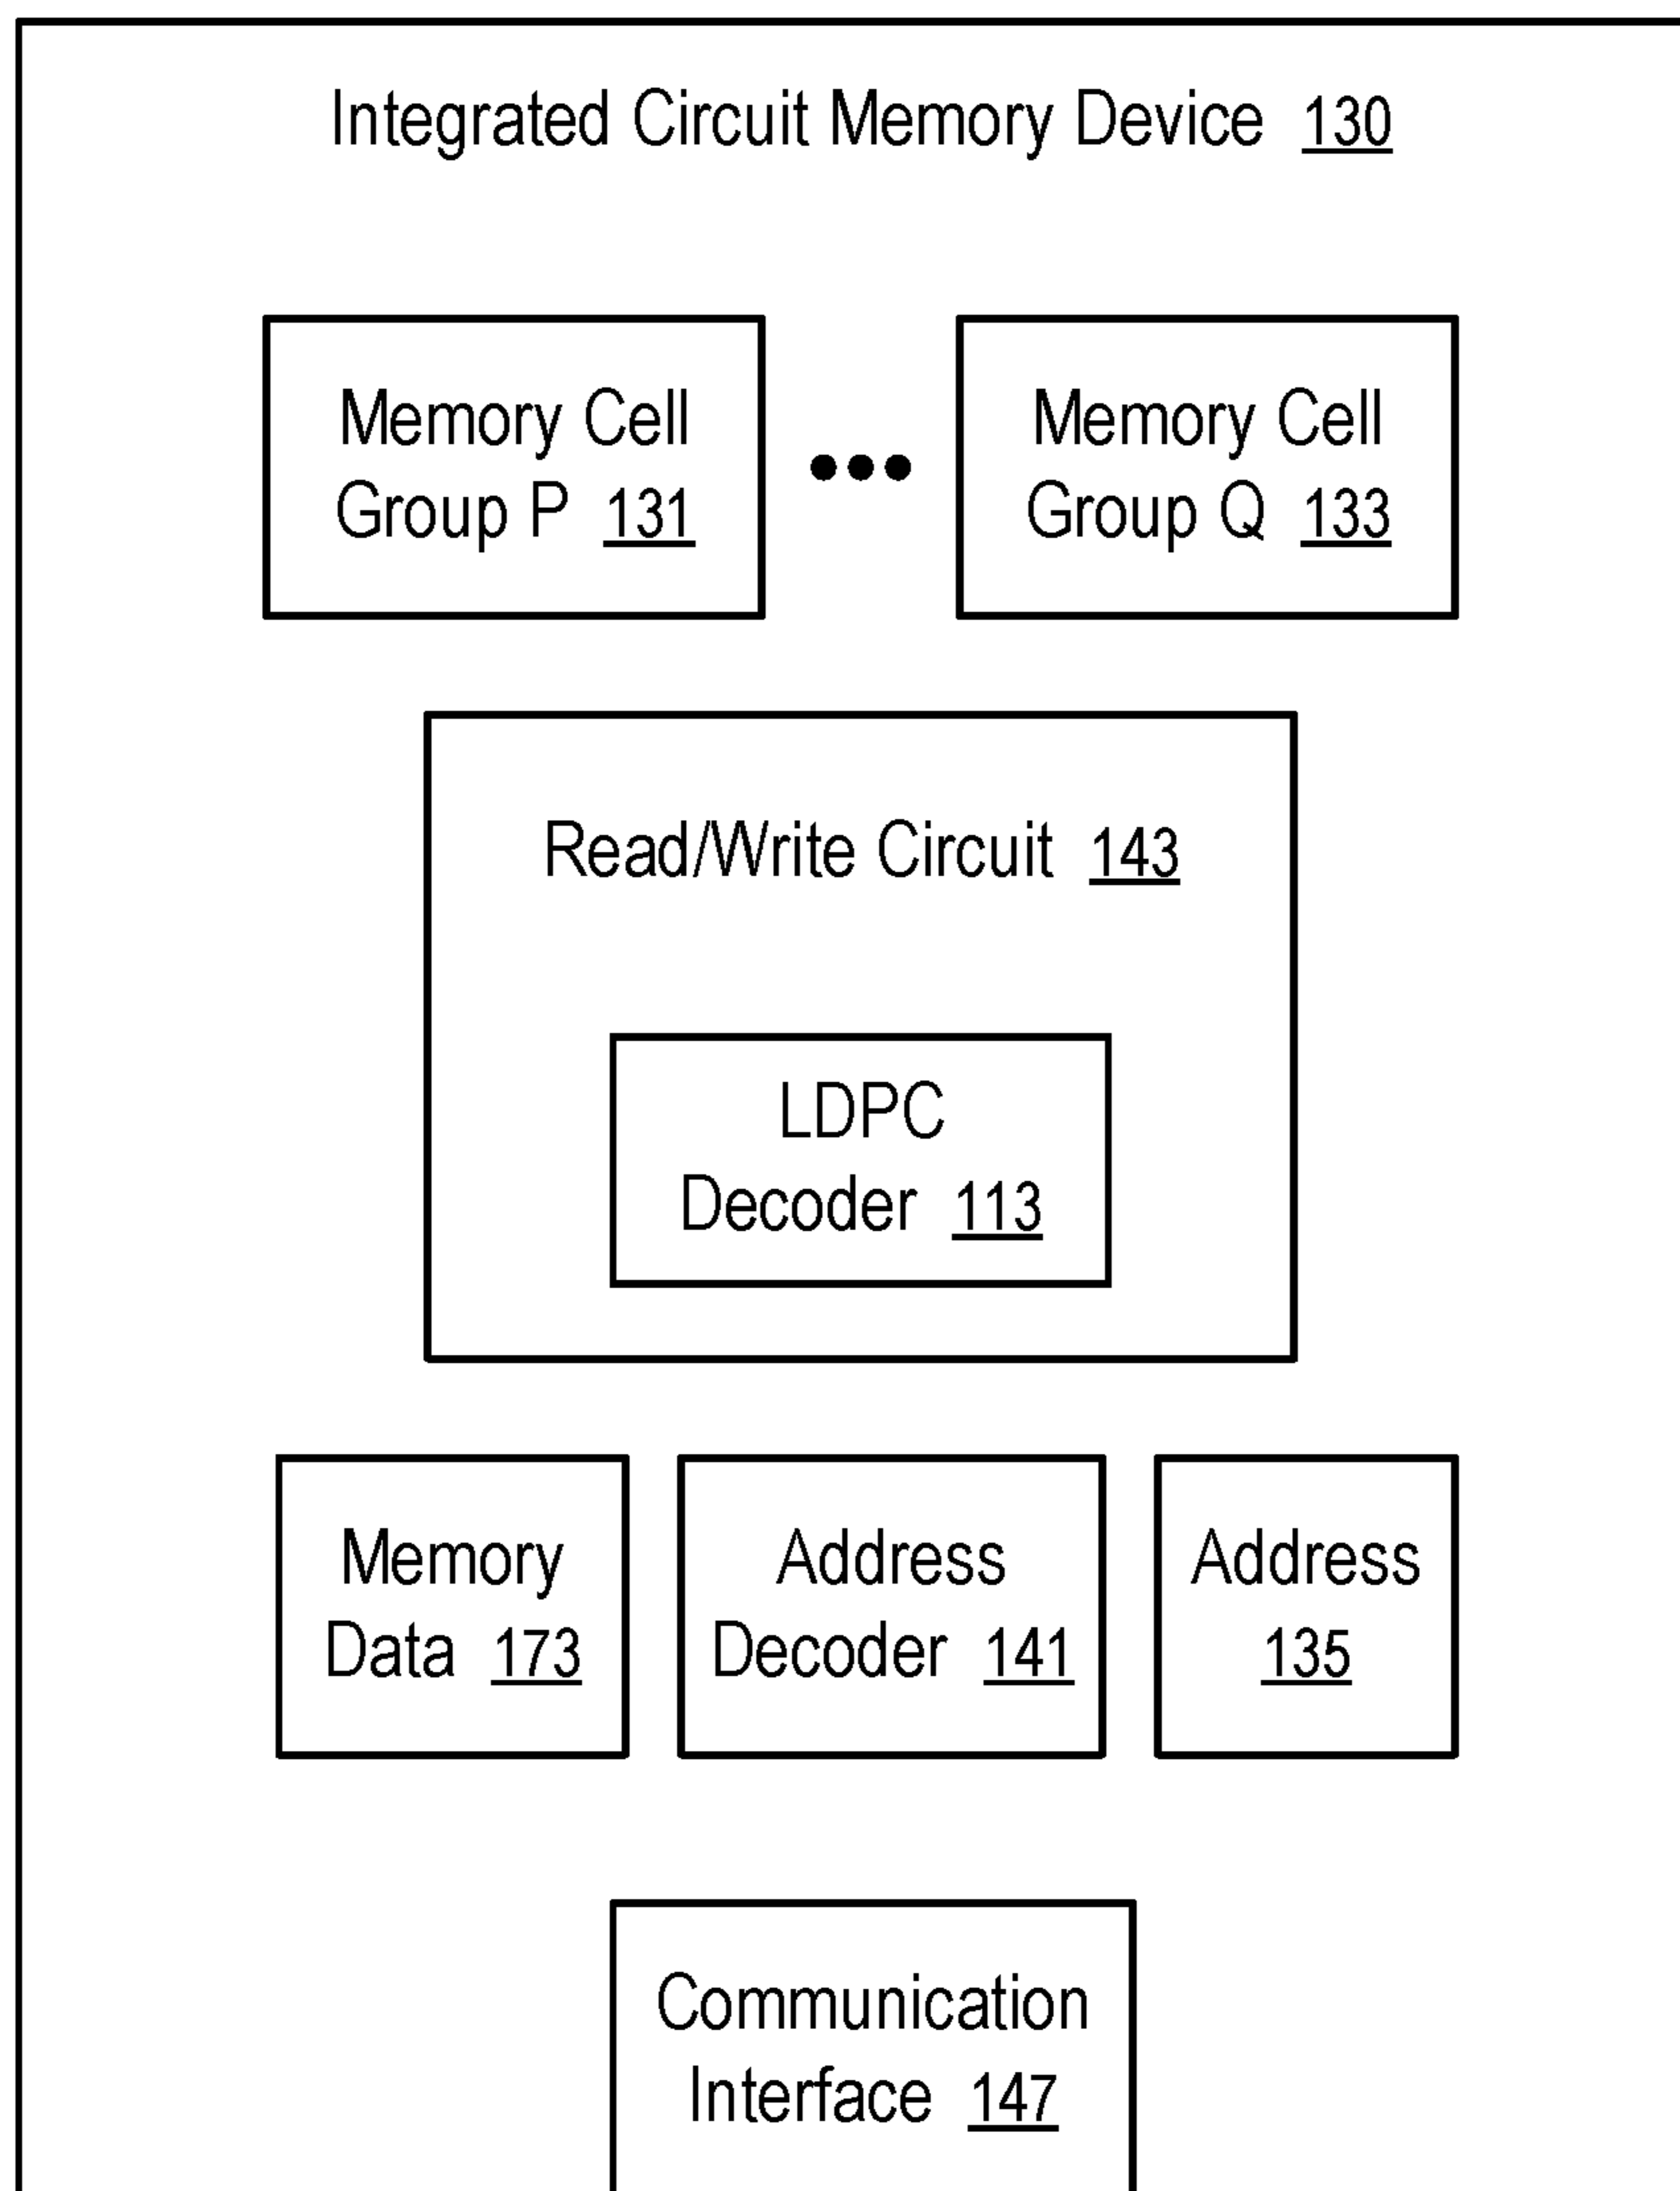 Integrated Circuit Memory Device 130
Memory Cell
Group P 131
Memory Cell
Group Q 133
Read/Write Circuit 143
LDPC
Decoder 113
Memory
Data 173
Address
Decoder 141
Address
135
Communication
Interface 147